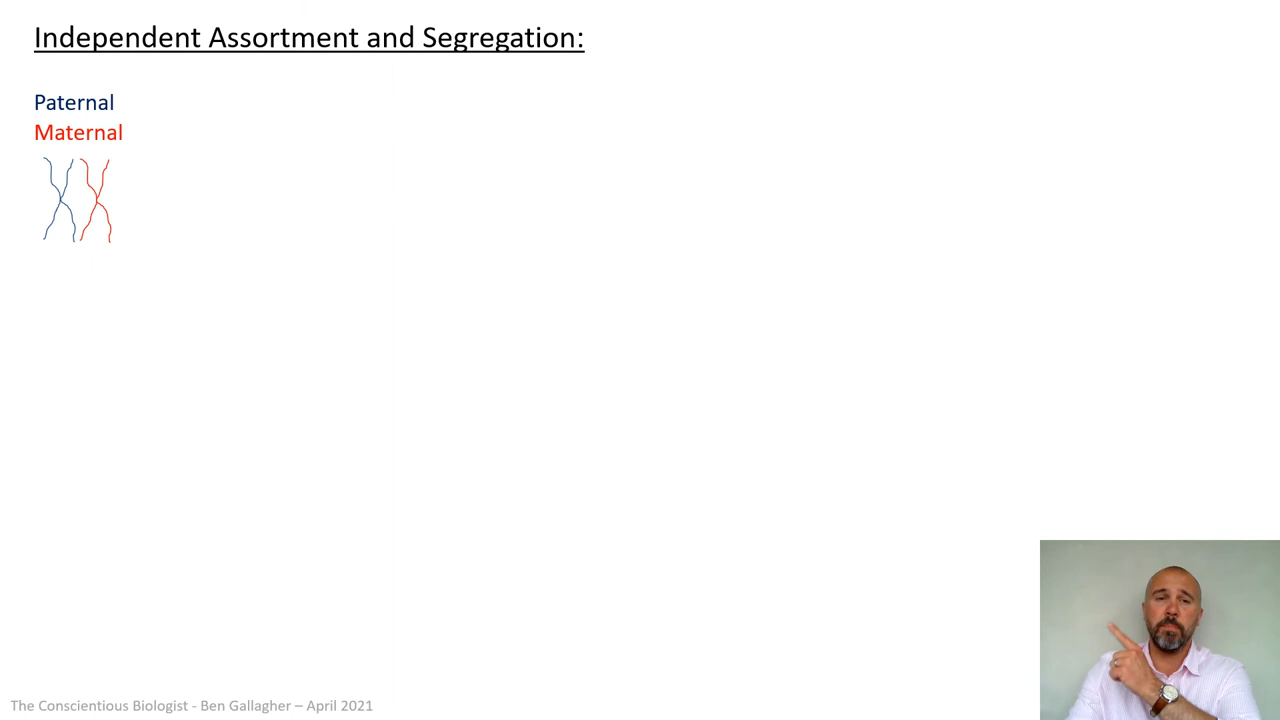 Independent Assortment and Segregation:
Paternal
Maternal
The Conscientious Biologist - Ben Gallagher – April 2021